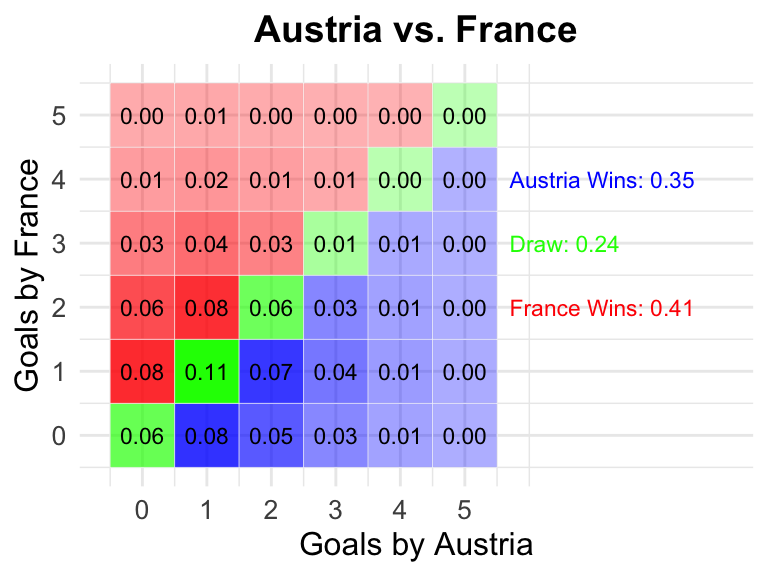 Austria vs. France
Goals by France
5 0.00 0.01 0.00 0.00 0.00 0.00
4 0.01 0.02 0.01 0.01 0.00 0.00 Austria Wins: 0.35
3 0.03 0.04 0.03 0.01 0.01 0.00 Draw: 0.24
2 0.06 0.08 0.06 0.03 0.01 0.00 France Wins: 0.41
1 0.08 0.11 0.07 0.04 0.01 0.00
0 0.06 0.08 0.05 0.03 0.01 0.00
0 1 2 3 4 5
Goals by Austria